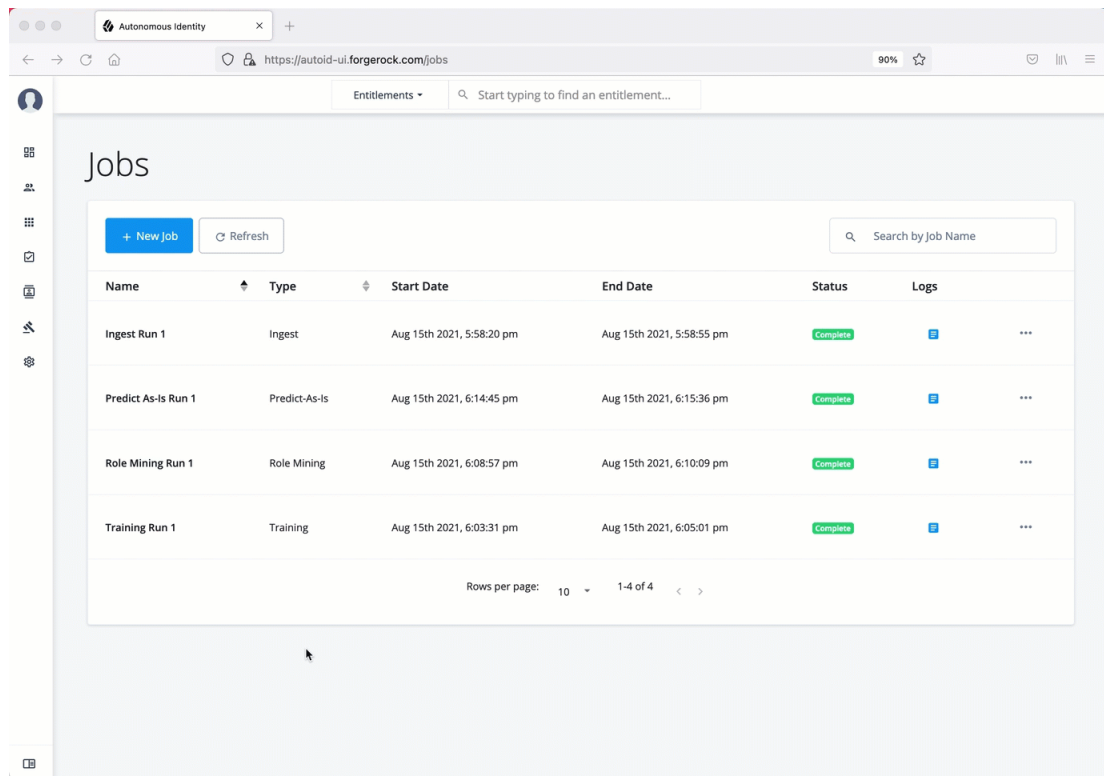 Autonomous Identity
https://autoid-ui.forgerock.com/jobs
90%
Entitlements
Start typing to find an entitlement...
Jobs
+ New Job
Refresh
Search by Job Name
Name Type Start Date End Date Status Logs
Ingest Run 1 Ingest Aug 15th 2021, 5:58:20 pm Aug 15th 2021, 5:58:55 pm Complete
Predict As-Is Run 1 Predict-As-Is Aug 15th 2021, 6:14:45 pm Aug 15th 2021, 6:15:36 pm Complete
Role Mining Run 1 Role Mining Aug 15th 2021, 6:08:57 pm Aug 15th 2021, 6:10:09 pm Complete
Training Run 1 Training Aug 15th 2021, 6:03:31 pm Aug 15th 2021, 6:05:01 pm Complete
Rows per page: 10 1-4 of 4